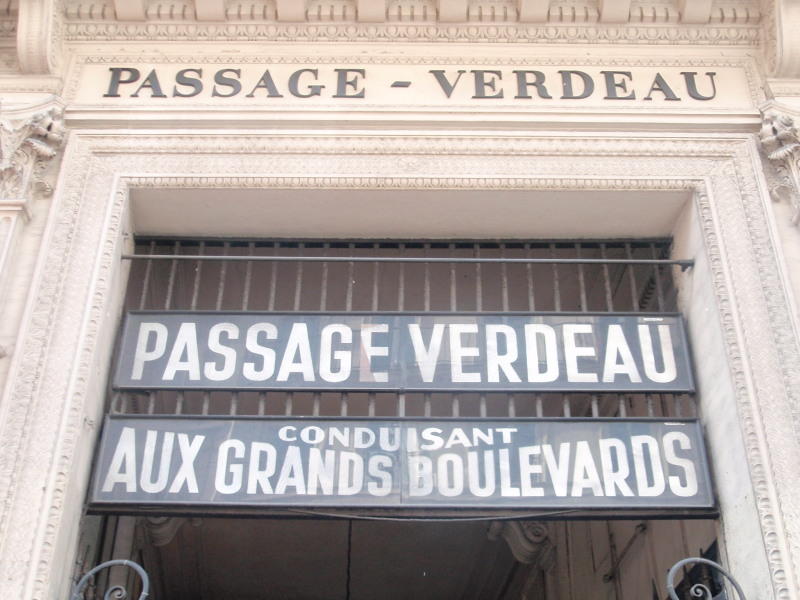 PASSAGE - VERDEAU
PASSAGE VERDEAU
CONDUISANT
AUX GRANDS BOULEVARDS